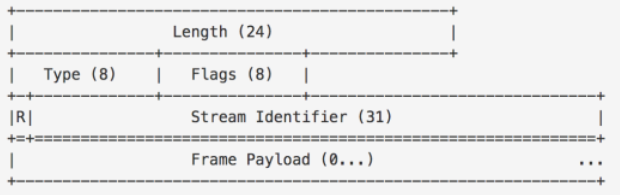 +-----------------------------------------------+
|                 Length (24)                   |
+---------------+---------------+---------------+
|   Type (8)    |   Flags (8)   |
+-+-------------+---------------+-------------------------------+
|R|                 Stream Identifier (31)                      |
+=+=============================================================+
|                   Frame Payload (0...)                      ...
+---------------------------------------------------------------+